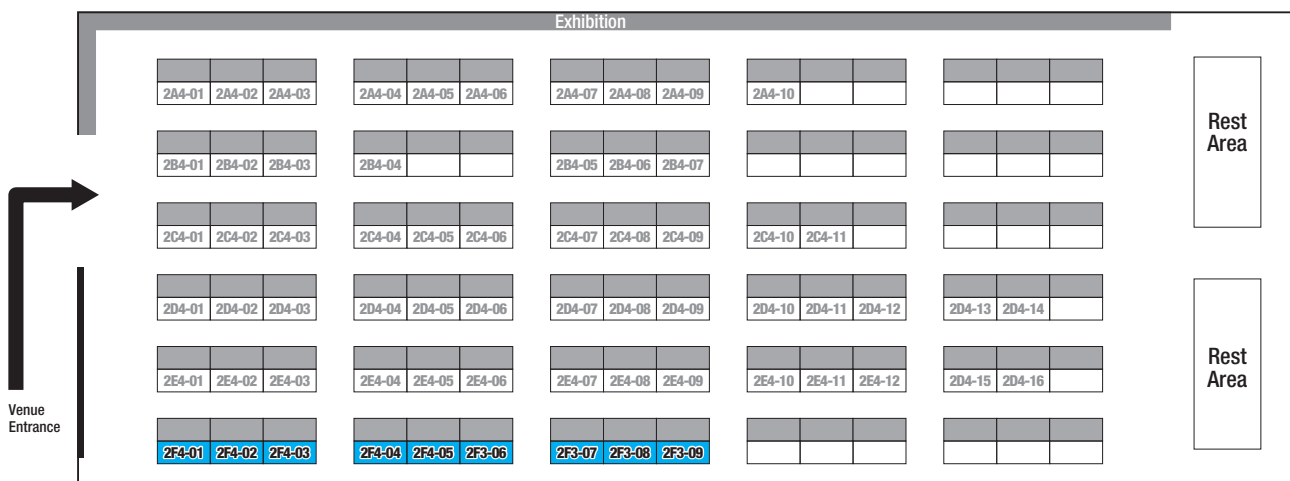 Exhibition
2A4-01 2A4-02 2A4-03 2A4-04 2A4-05 2A4-06 2A4-07 2A4-08 2A4-09 2A4-10
Rest
Area
2B4-01 2B4-02 2B4-03 2B4-04 2B4-05 2B4-06 2B4-07
2C4-01 2C4-02 2C4-03 2C4-04 2C4-05 2C4-06 2C4-07 2C4-08 2C4-09 2C4-10 2C4-11
2D4-01 2D4-02 2D4-03 2D4-04 2D4-05 2D4-06 2D4-07 2D4-08 2D4-09 2D4-10 2D4-11 2D4-12 2D4-13 2D4-14
Rest
Area
2E4-01 2E4-02 2E4-03 2E4-04 2E4-05 2E4-06 2E4-07 2E4-08 2E4-09 2E4-10 2E4-11 2E4-12 2D4-15 2D4-16
Venue
Entrance
2F4-01 2F4-02 2F4-03 2F4-04 2F4-05 2F3-06 2F3-07 2F3-08 2F3-09